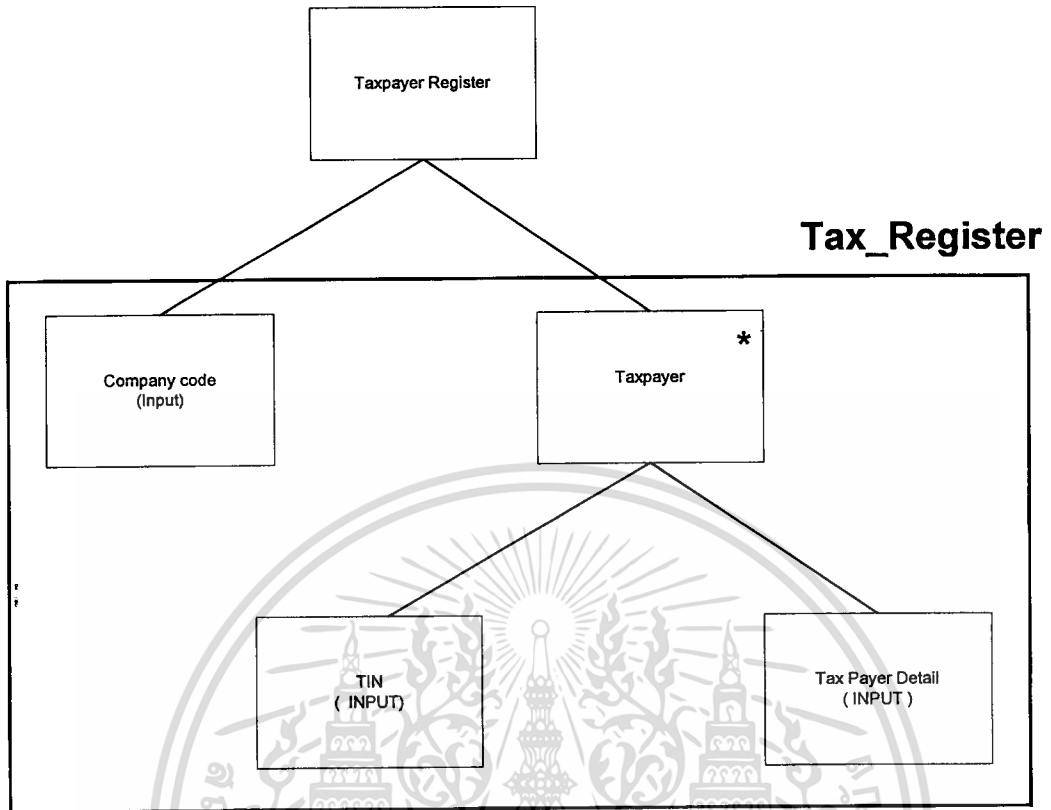 Taxpayer Register
Tax_Register
Company code
(Input)
*
Taxpayer
TIN
( INPUT)
Tax Payer Detail
( INPUT )